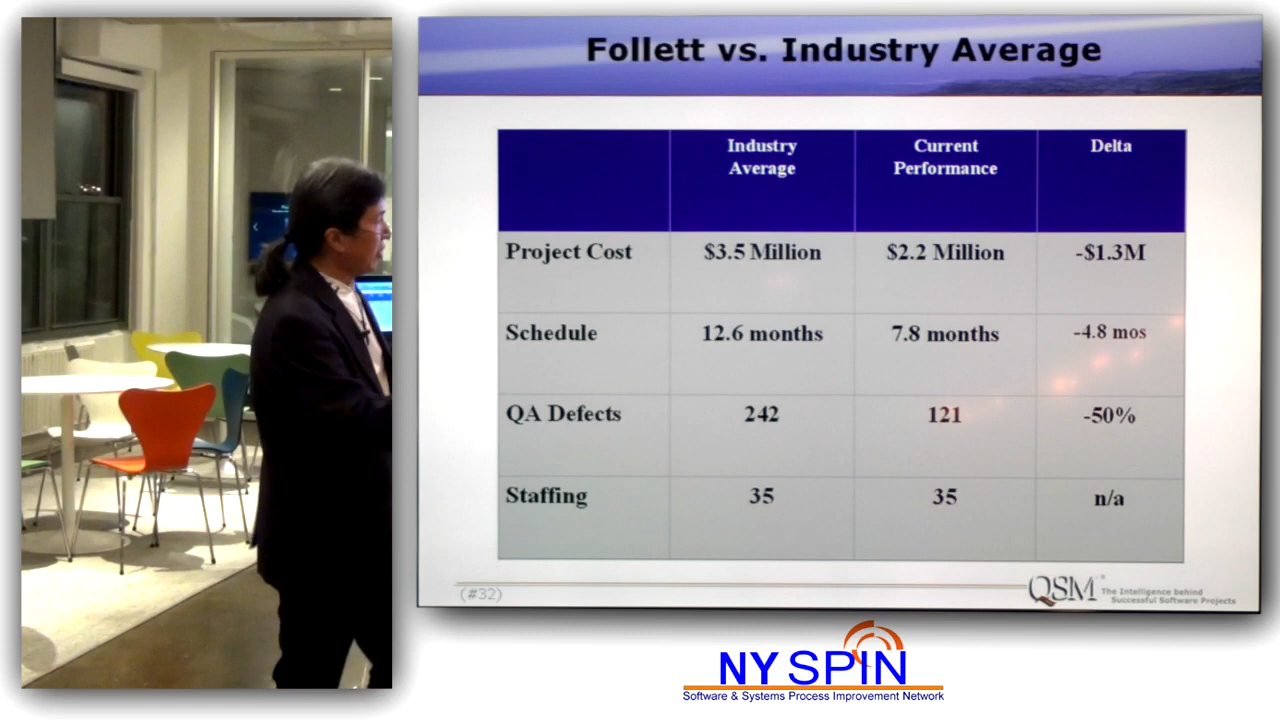 Follett vs. Industry Average
Industry Average
Current Performance
Delta
Project Cost $3.5 Million $2.2 Million -$1.3M
Schedule 12.6 months 7.8 months -4.8 mos
QA Defects 242 121 -50%
Staffing 35 35 n/a
(#32)
QSM®
The Intelligence behind
Successful Software Projects
NY SPIN
Software & Systems Process Improvement Network